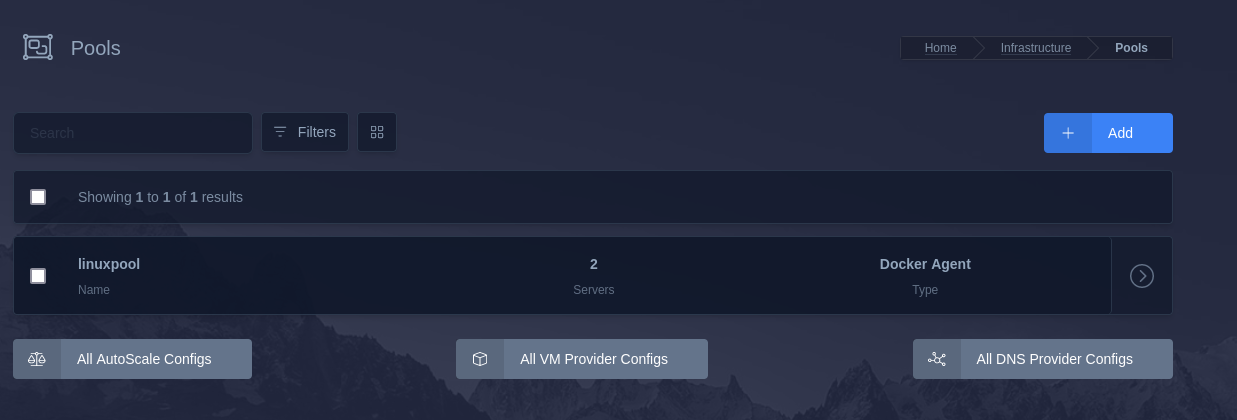 Pools
Home Infrastructure Pools
Search Filters Add
Showing 1 to 1 of 1 results
linuxpool 2 Docker Agent
Name Servers Type
All AutoScale Configs All VM Provider Configs All DNS Provider Configs